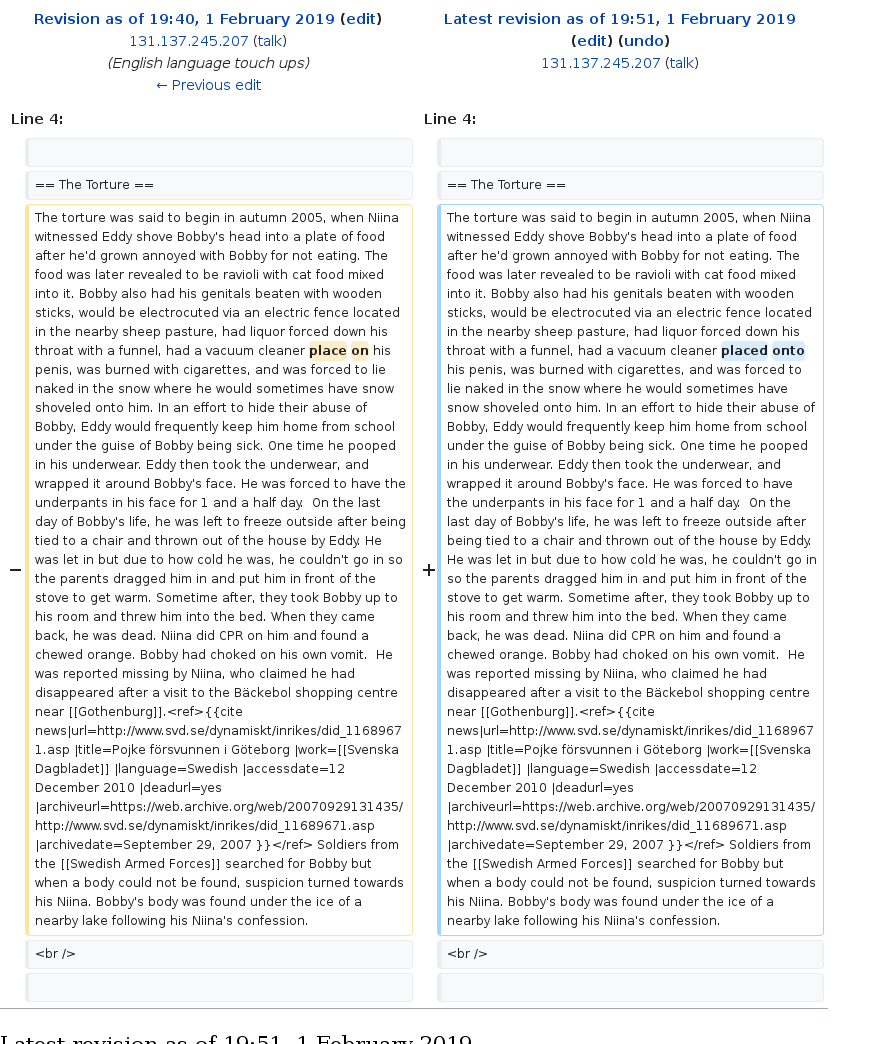 Revision as of 19:40, 1 February 2019 (edit)
131.137.245.207 (talk)
(English language touch ups)
← Previous edit
Latest revision as of 19:51, 1 February 2019
(edit) (undo)
131.137.245.207 (talk)
Line 4:
Line 4:
== The Torture ==
== The Torture ==
−
The torture was said to begin in autumn 2005, when Niina
witnessed Eddy shove Bobby's head into a plate of food
after he'd grown annoyed with Bobby for not eating. The
food was later revealed to be ravioli with cat food mixed
into it. Bobby also had his genitals beaten with wooden
sticks, would be electrocuted via an electric fence located
in the nearby sheep pasture, had liquor forced down his
throat with a funnel, had a vacuum cleaner place on his
penis, was burned with cigarettes, and was forced to lie
naked in the snow where he would sometimes have snow
shoveled onto him. In an effort to hide their abuse of
Bobby, Eddy would frequently keep him home from school
under the guise of Bobby being sick. One time he pooped
in his underwear. Eddy then took the underwear, and
wrapped it around Bobby's face. He was forced to have the
underpants in his face for 1 and a half day.  On the last
day of Bobby's life, he was left to freeze outside after being
tied to a chair and thrown out of the house by Eddy. He
was let in but due to how cold he was, he couldn't go in so
the parents dragged him in and put him in front of the
stove to get warm. Sometime after, they took Bobby up to
his room and threw him into the bed. When they came
back, he was dead. Niina did CPR on him and found a
chewed orange. Bobby had choked on his own vomit.  He
was reported missing by Niina, who claimed he had
disappeared after a visit to the Bäckebol shopping centre
near [[Gothenburg]].<ref>{{cite
news|url=http://www.svd.se/dynamiskt/inrikes/did_1168967
1.asp |title=Pojke försvunnen i Göteborg |work=[[Svenska
Dagbladet]] |language=Swedish |accessdate=12
December 2010 |deadurl=yes
|archiveurl=https://web.archive.org/web/20070929131435/
http://www.svd.se/dynamiskt/inrikes/did_11689671.asp
|archivedate=September 29, 2007 }}</ref> Soldiers from
the [[Swedish Armed Forces]] searched for Bobby but
when a body could not be found, suspicion turned towards
his Niina. Bobby's body was found under the ice of a
nearby lake following his Niina's confession.
+
The torture was said to begin in autumn 2005, when Niina
witnessed Eddy shove Bobby's head into a plate of food
after he'd grown annoyed with Bobby for not eating. The
food was later revealed to be ravioli with cat food mixed
into it. Bobby also had his genitals beaten with wooden
sticks, would be electrocuted via an electric fence located
in the nearby sheep pasture, had liquor forced down his
throat with a funnel, had a vacuum cleaner placed onto
his penis, was burned with cigarettes, and was forced to
lie naked in the snow where he would sometimes have
snow shoveled onto him. In an effort to hide their abuse of
Bobby, Eddy would frequently keep him home from school
under the guise of Bobby being sick. One time he pooped
in his underwear. Eddy then took the underwear, and
wrapped it around Bobby's face. He was forced to have
the underpants in his face for 1 and a half day.  On the
last day of Bobby's life, he was left to freeze outside after
being tied to a chair and thrown out of the house by Eddy.
He was let in but due to how cold he was, he couldn't go in
so the parents dragged him in and put him in front of the
stove to get warm. Sometime after, they took Bobby up to
his room and threw him into the bed. When they came
back, he was dead. Niina did CPR on him and found a
chewed orange. Bobby had choked on his own vomit.  He
was reported missing by Niina, who claimed he had
disappeared after a visit to the Bäckebol shopping centre
near [[Gothenburg]].<ref>{{cite
news|url=http://www.svd.se/dynamiskt/inrikes/did_1168967
1.asp |title=Pojke försvunnen i Göteborg |work=[[Svenska
Dagbladet]] |language=Swedish |accessdate=12
December 2010 |deadurl=yes
|archiveurl=https://web.archive.org/web/20070929131435/
http://www.svd.se/dynamiskt/inrikes/did_11689671.asp
|archivedate=September 29, 2007 }}</ref> Soldiers from
the [[Swedish Armed Forces]] searched for Bobby but
when a body could not be found, suspicion turned towards
his Niina. Bobby's body was found under the ice of a
nearby lake following his Niina's confession.
<br />
<br />
Latest revision as of 19:51, 1 February 2019